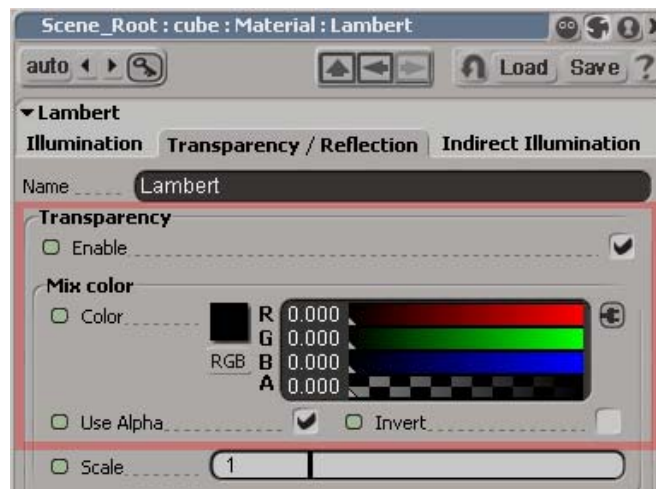 Scene_Root : cube : Material : Lambert
auto Load Save ?
Lambert
Illumination Transparency / Reflection Indirect Illumination
Name Lambert
Transparency
Enable
Mix color
Color R 0.000
G 0.000
RGB B 0.000
A 0.000
Use Alpha Invert
Scale 1